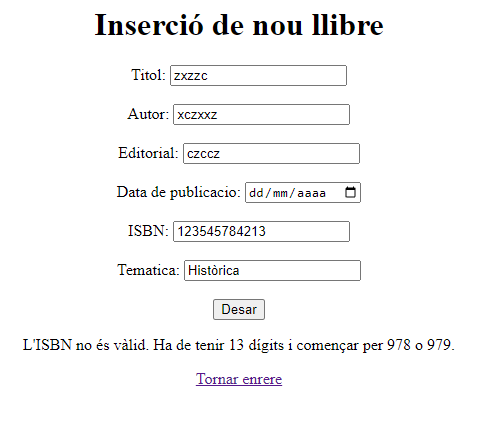 Inserció de nou llibre
Titol: zxzzc
Autor: xczxxz
Editorial: czccz
Data de publicacio: dd/mm/aaaa
ISBN: 123545784213
Tematica: Històrica
Desar
L'ISBN no és vàlid. Ha de tenir 13 dígits i començar per 978 o 979.
Tornar enrere